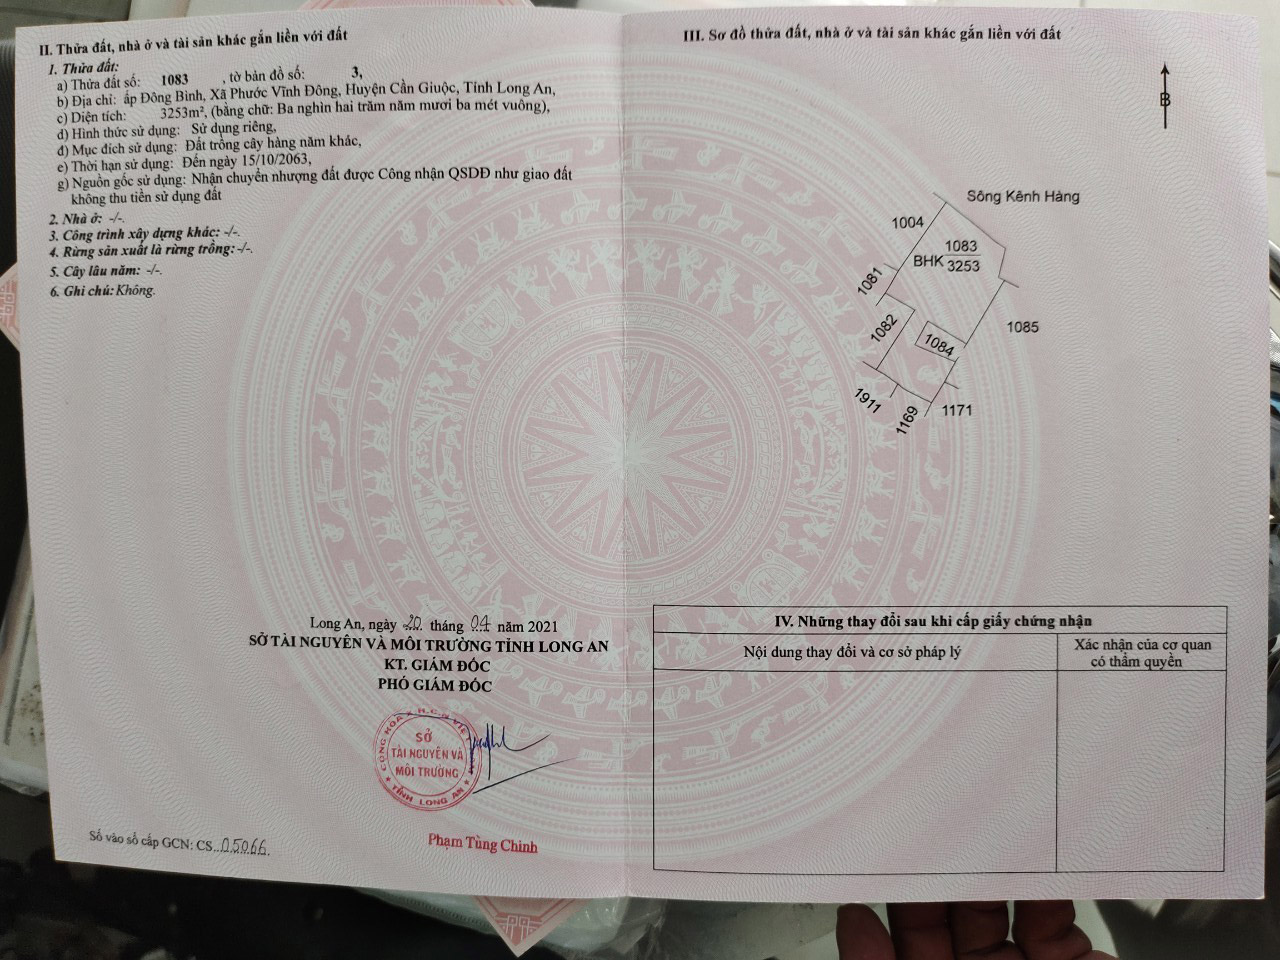 II. Thửa đất, nhà ở và tài sản khác gắn liền với đất
1. Thửa đất:
a) Thửa đất số: 1083 , tờ bản đồ số: 3,
b) Địa chỉ: ấp Đông Bình, Xã Phước Vĩnh Đông, Huyện Cần Giuộc, Tỉnh Long An,
c) Diện tích: 3253m², (bằng chữ: Ba nghìn hai trăm năm mươi ba mét vuông),
d) Hình thức sử dụng: Sử dụng riêng,
đ) Mục đích sử dụng: Đất trồng cây hàng năm khác,
e) Thời hạn sử dụng: Đến ngày 15/10/2063,
g) Nguồn gốc sử dụng: Nhận chuyển nhượng đất được Công nhận QSDĐ như giao đất
không thu tiền sử dụng đất
2. Nhà ở: -/-.
3. Công trình xây dựng khác: -/-.
4. Rừng sản xuất là rừng trồng: -/-.
5. Cây lâu năm: -/-.
6. Ghi chú: Không.
Long An, ngày 20 tháng 04 năm 2021
SỞ TÀI NGUYÊN VÀ MÔI TRƯỜNG TỈNH LONG AN
KT. GIÁM ĐỐC
PHÓ GIÁM ĐỐC
CỘNG HÒA X.H.C.N VIỆT NAM
SỞ
TÀI NGUYÊN VÀ
MÔI TRƯỜNG
TỈNH LONG AN
Phạm Tùng Chinh
Số vào sổ cấp GCN: CS 05066
III. Sơ đồ thửa đất, nhà ở và tài sản khác gắn liền với đất
B
Sông Kênh Hàng
1004
1083
BHK 3253
1081
1082
1084
1085
1911
1169
1171
IV. Những thay đổi sau khi cấp giấy chứng nhận
Nội dung thay đổi và cơ sở pháp lý
Xác nhận của cơ quan
có thẩm quyền